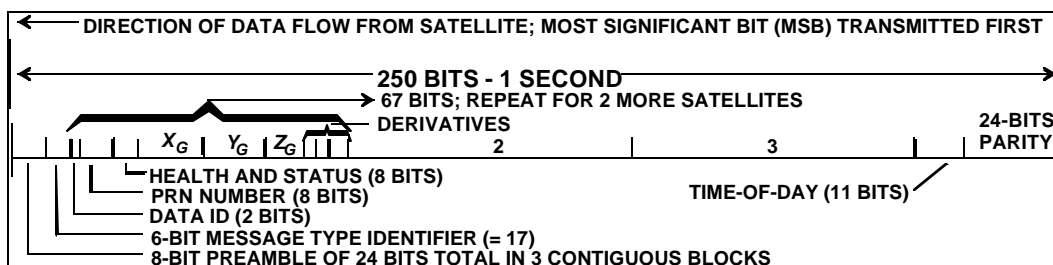 DIRECTION OF DATA FLOW FROM SATELLITE; MOST SIGNIFICANT BIT (MSB) TRANSMITTED FIRST
250 BITS - 1 SECOND
67 BITS; REPEAT FOR 2 MORE SATELLITES
DERIVATIVES
24-BITS
PARITY
X_G Y_G Z_G 2 3
HEALTH AND STATUS (8 BITS)
PRN NUMBER (8 BITS)
TIME-OF-DAY (11 BITS)
DATA ID (2 BITS)
6-BIT MESSAGE TYPE IDENTIFIER (= 17)
8-BIT PREAMBLE OF 24 BITS TOTAL IN 3 CONTIGUOUS BLOCKS